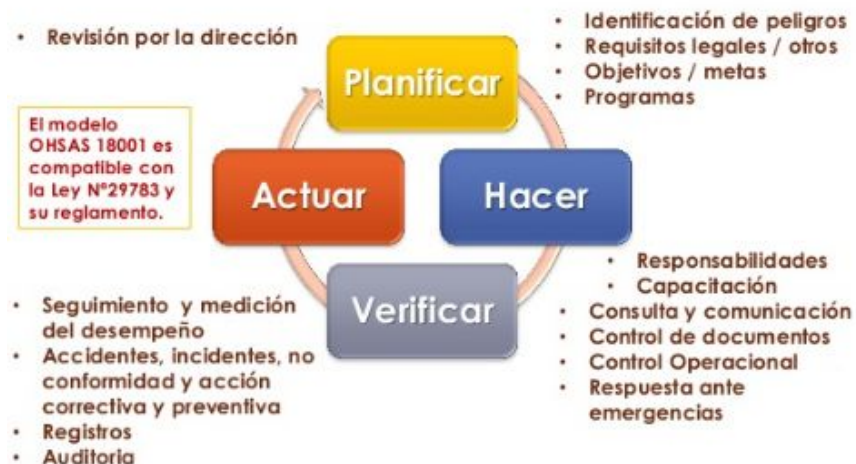 • Revisión por la dirección
Planificar
• Identificación de peligros
• Requisitos legales / otros
• Objetivos / metas
• Programas
El modelo
OHSAS 18001 es
compatible con
la Ley Nº29783 y
su reglamento.
Actuar
Hacer
Verificar
• Responsabilidades
• Capacitación
• Consulta y comunicación
• Control de documentos
• Control Operacional
• Respuesta ante
emergencias
• Seguimiento y medición
del desempeño
• Accidentes, incidentes, no
conformidad y acción
correctiva y preventiva
• Registros
• Auditoria